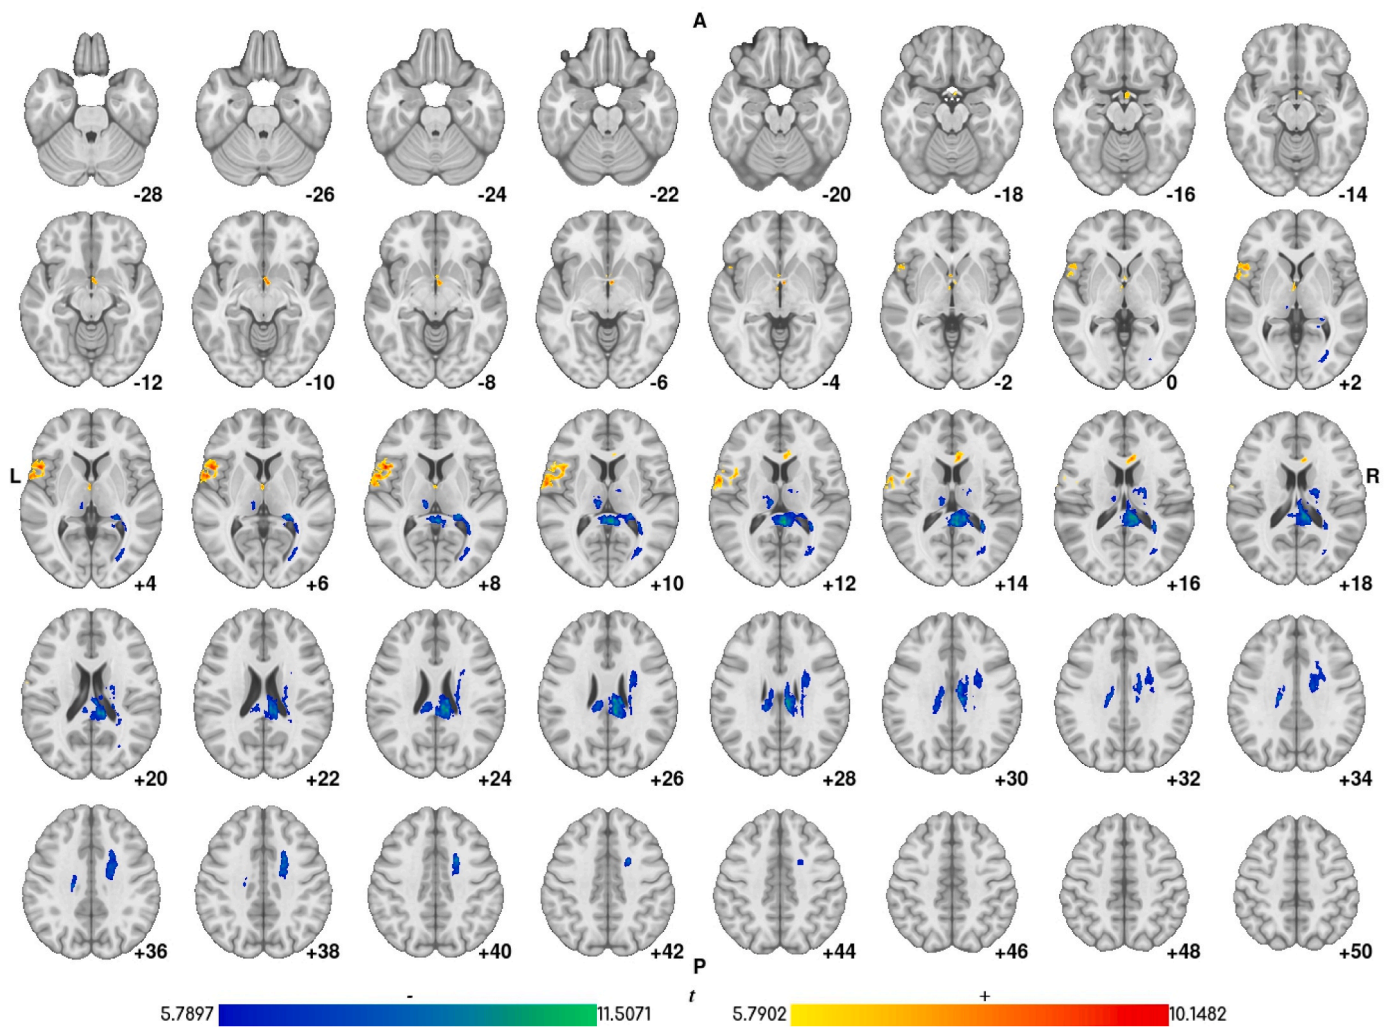 A
-28 -26 -24 -22 -20 -18 -16 -14
-12 -10 -8 -6 -4 -2 0 +2
L R
+4 +6 +8 +10 +12 +14 +16 +18
+20 +22 +24 +26 +28 +30 +32 +34
+36 +38 +40 +42 +44 +46 +48 +50
P
- t +
5.7897 11.5071 5.7902 10.1482